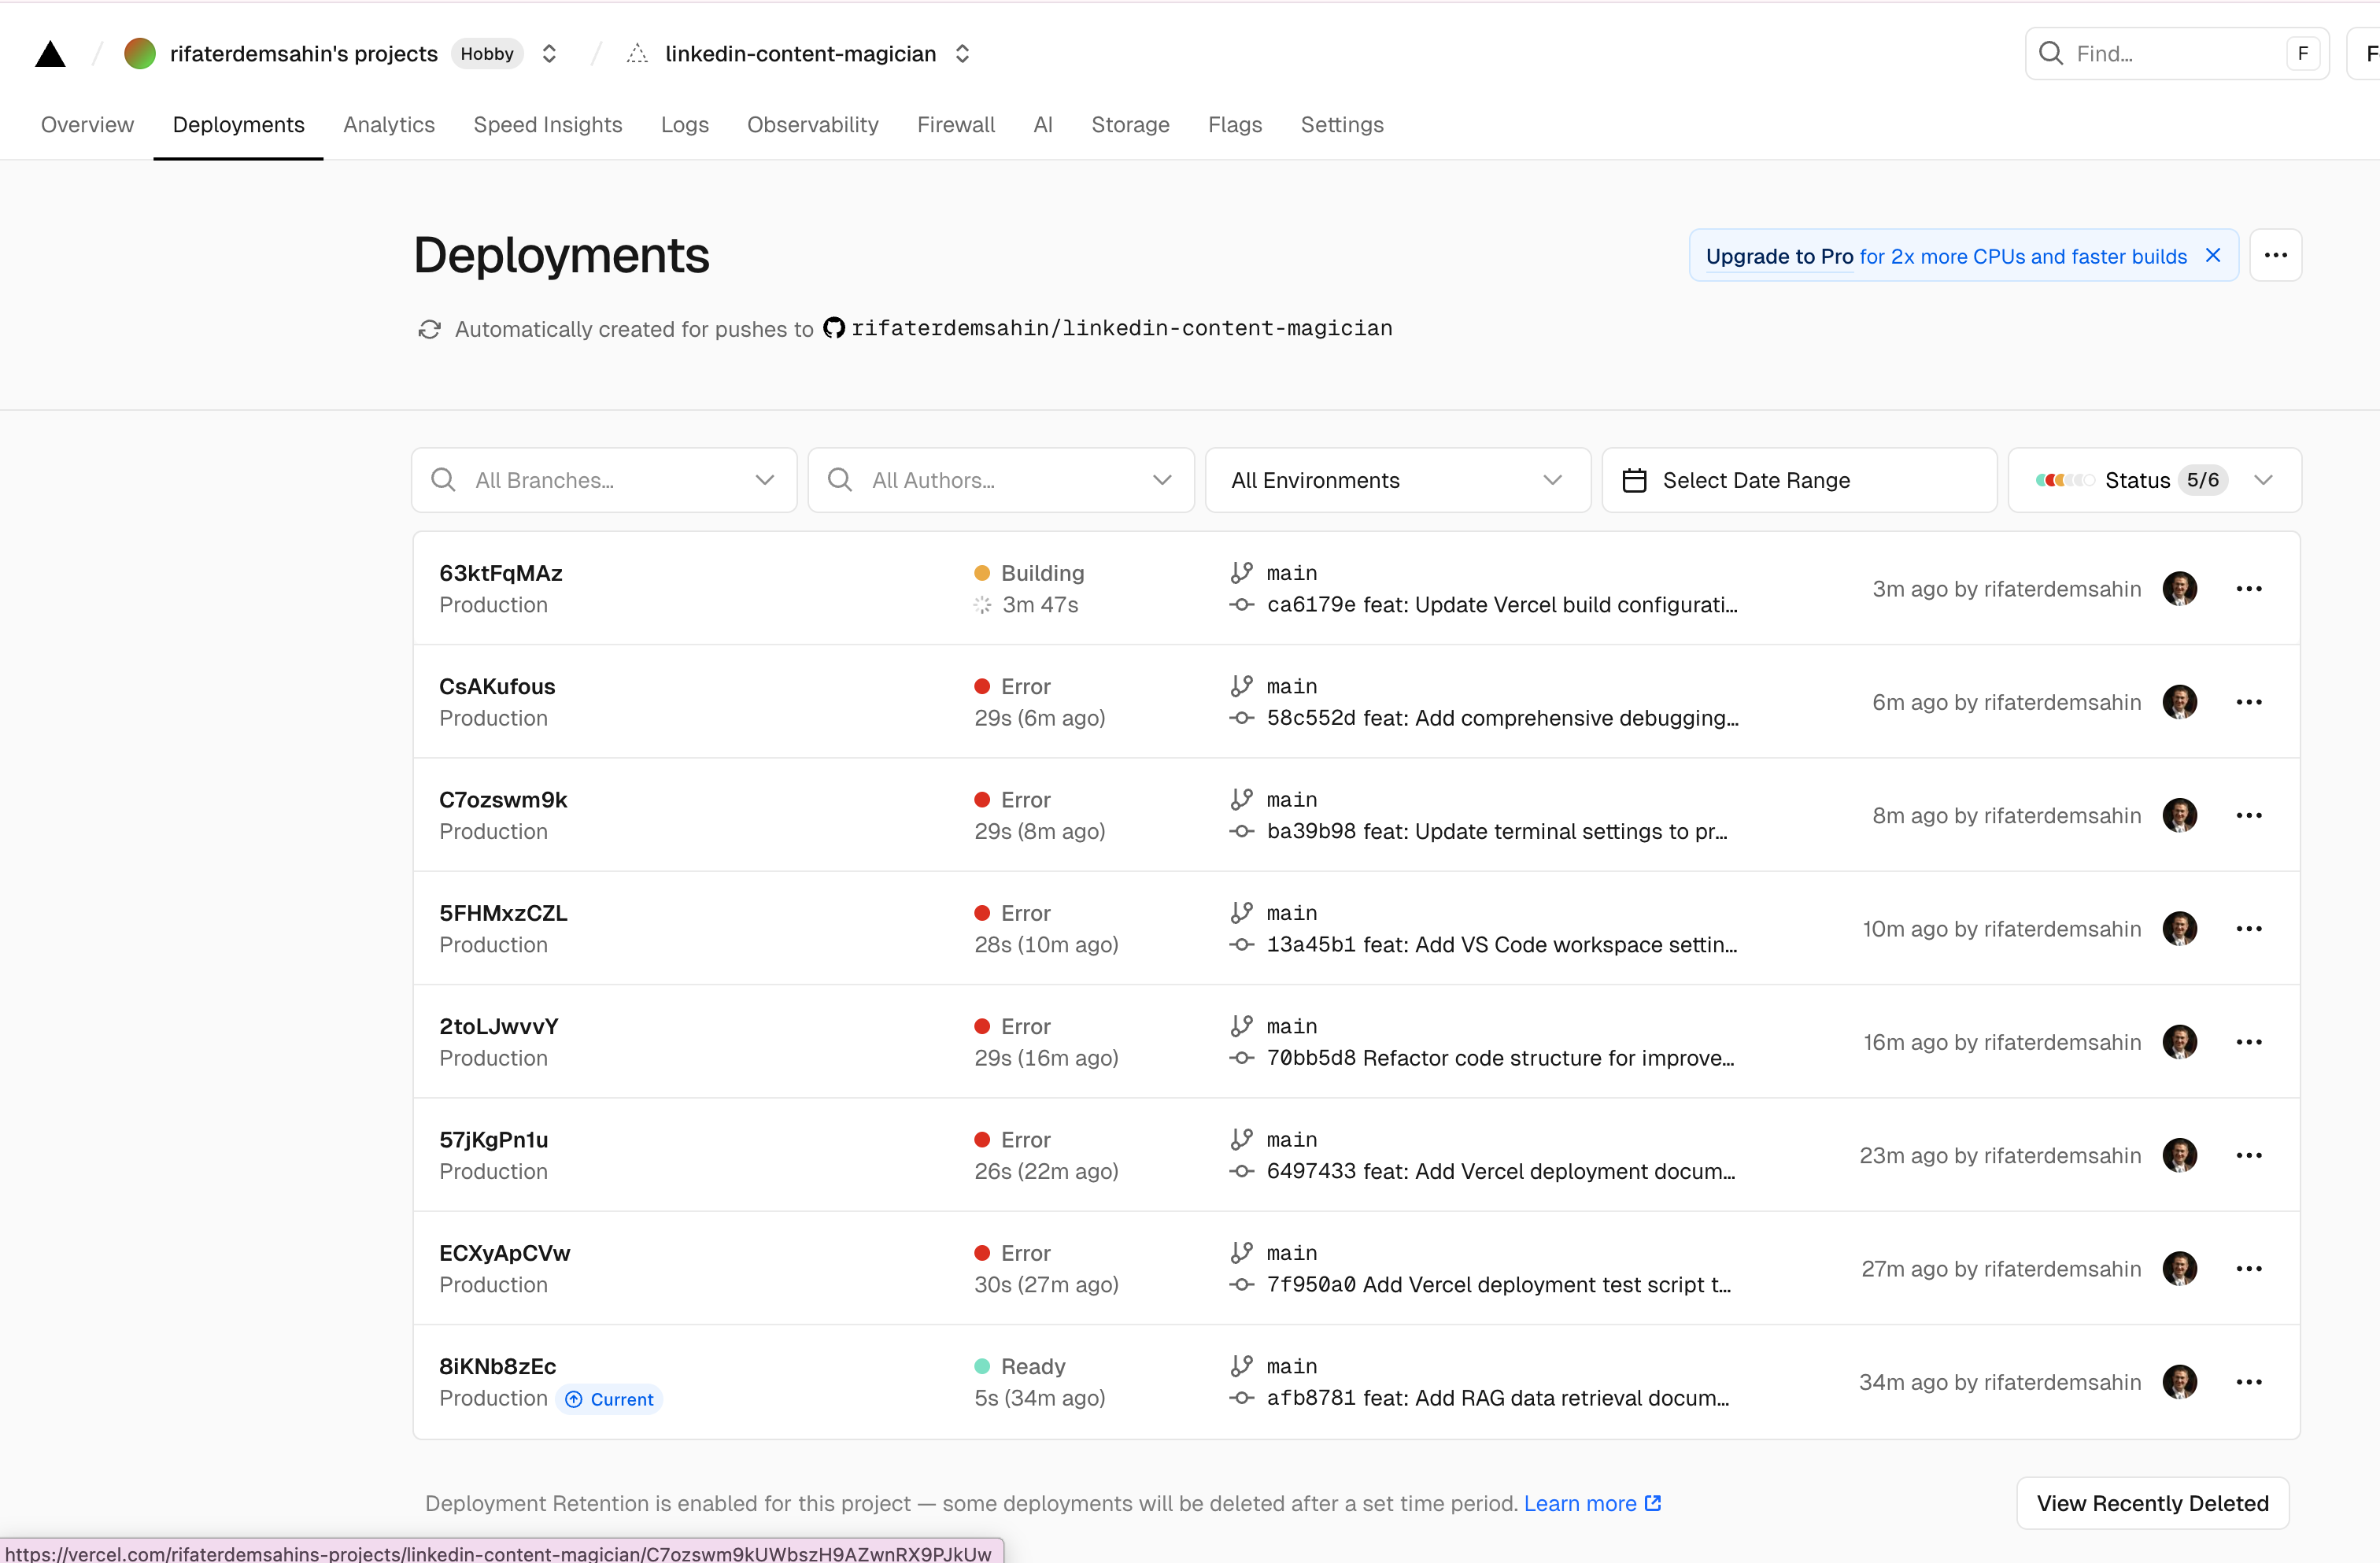 rifaterdemsahin's projects Hobby linkedin-content-magician Find... F F
Overview Deployments Analytics Speed Insights Logs Observability Firewall AI Storage Flags Settings
Deployments
Upgrade to Pro for 2x more CPUs and faster builds
Automatically created for pushes to rifaterdemsahin/linkedin-content-magician
All Branches... All Authors... All Environments Select Date Range Status 5/6
63ktFqMAz Building main
Production 3m 47s ca6179e feat: Update Vercel build configurati...
3m ago by rifaterdemsahin
CsAKufous Error main
Production 29s (6m ago) 58c552d feat: Add comprehensive debugging...
6m ago by rifaterdemsahin
C7ozswm9k Error main
Production 29s (8m ago) ba39b98 feat: Update terminal settings to pr...
8m ago by rifaterdemsahin
5FHMxzCZL Error main
Production 28s (10m ago) 13a45b1 feat: Add VS Code workspace settin...
10m ago by rifaterdemsahin
2toLJwvvY Error main
Production 29s (16m ago) 70bb5d8 Refactor code structure for improve...
16m ago by rifaterdemsahin
57jKgPn1u Error main
Production 26s (22m ago) 6497433 feat: Add Vercel deployment docum...
23m ago by rifaterdemsahin
ECXyApCVw Error main
Production 30s (27m ago) 7f950a0 Add Vercel deployment test script t...
27m ago by rifaterdemsahin
8iKNb8zEc Ready main
Production Current 5s (34m ago) afb8781 feat: Add RAG data retrieval docum...
34m ago by rifaterdemsahin
Deployment Retention is enabled for this project — some deployments will be deleted after a set time period. Learn more
View Recently Deleted
https://vercel.com/rifaterdemsahins-projects/linkedin-content-magician/C7ozswm9kUWbszH9AZwnRX9PJkUw